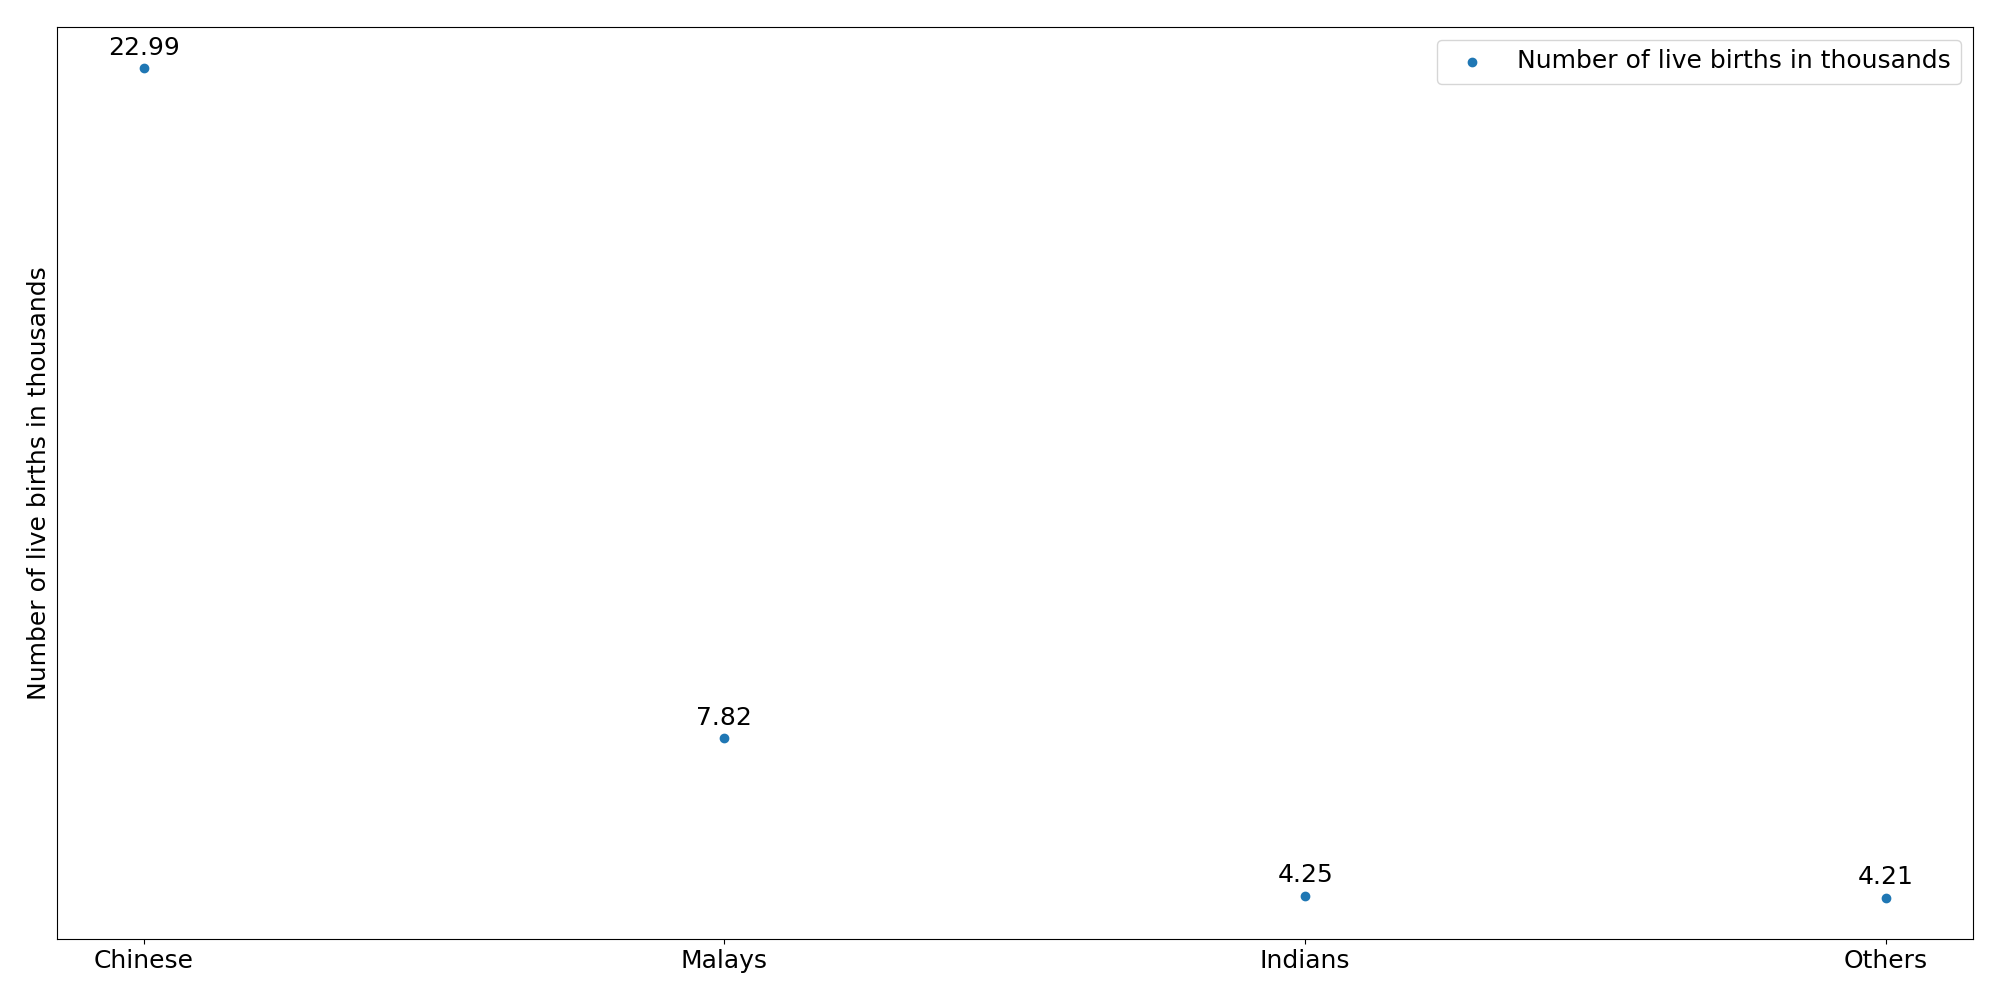 22.99
Number of live births in thousands
Number of live births in thousands
7.82
4.25
4.21
Chinese
Malays
Indians
Others